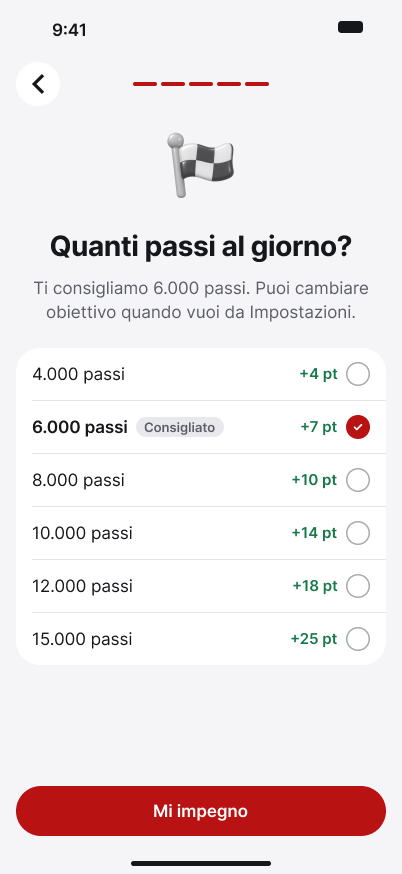 9:41
Quanti passi al giorno?
Ti consigliamo 6.000 passi. Puoi cambiare
obiettivo quando vuoi da Impostazioni.
4.000 passi +4 pt
6.000 passi Consigliato +7 pt
8.000 passi +10 pt
10.000 passi +14 pt
12.000 passi +18 pt
15.000 passi +25 pt
Mi impegno